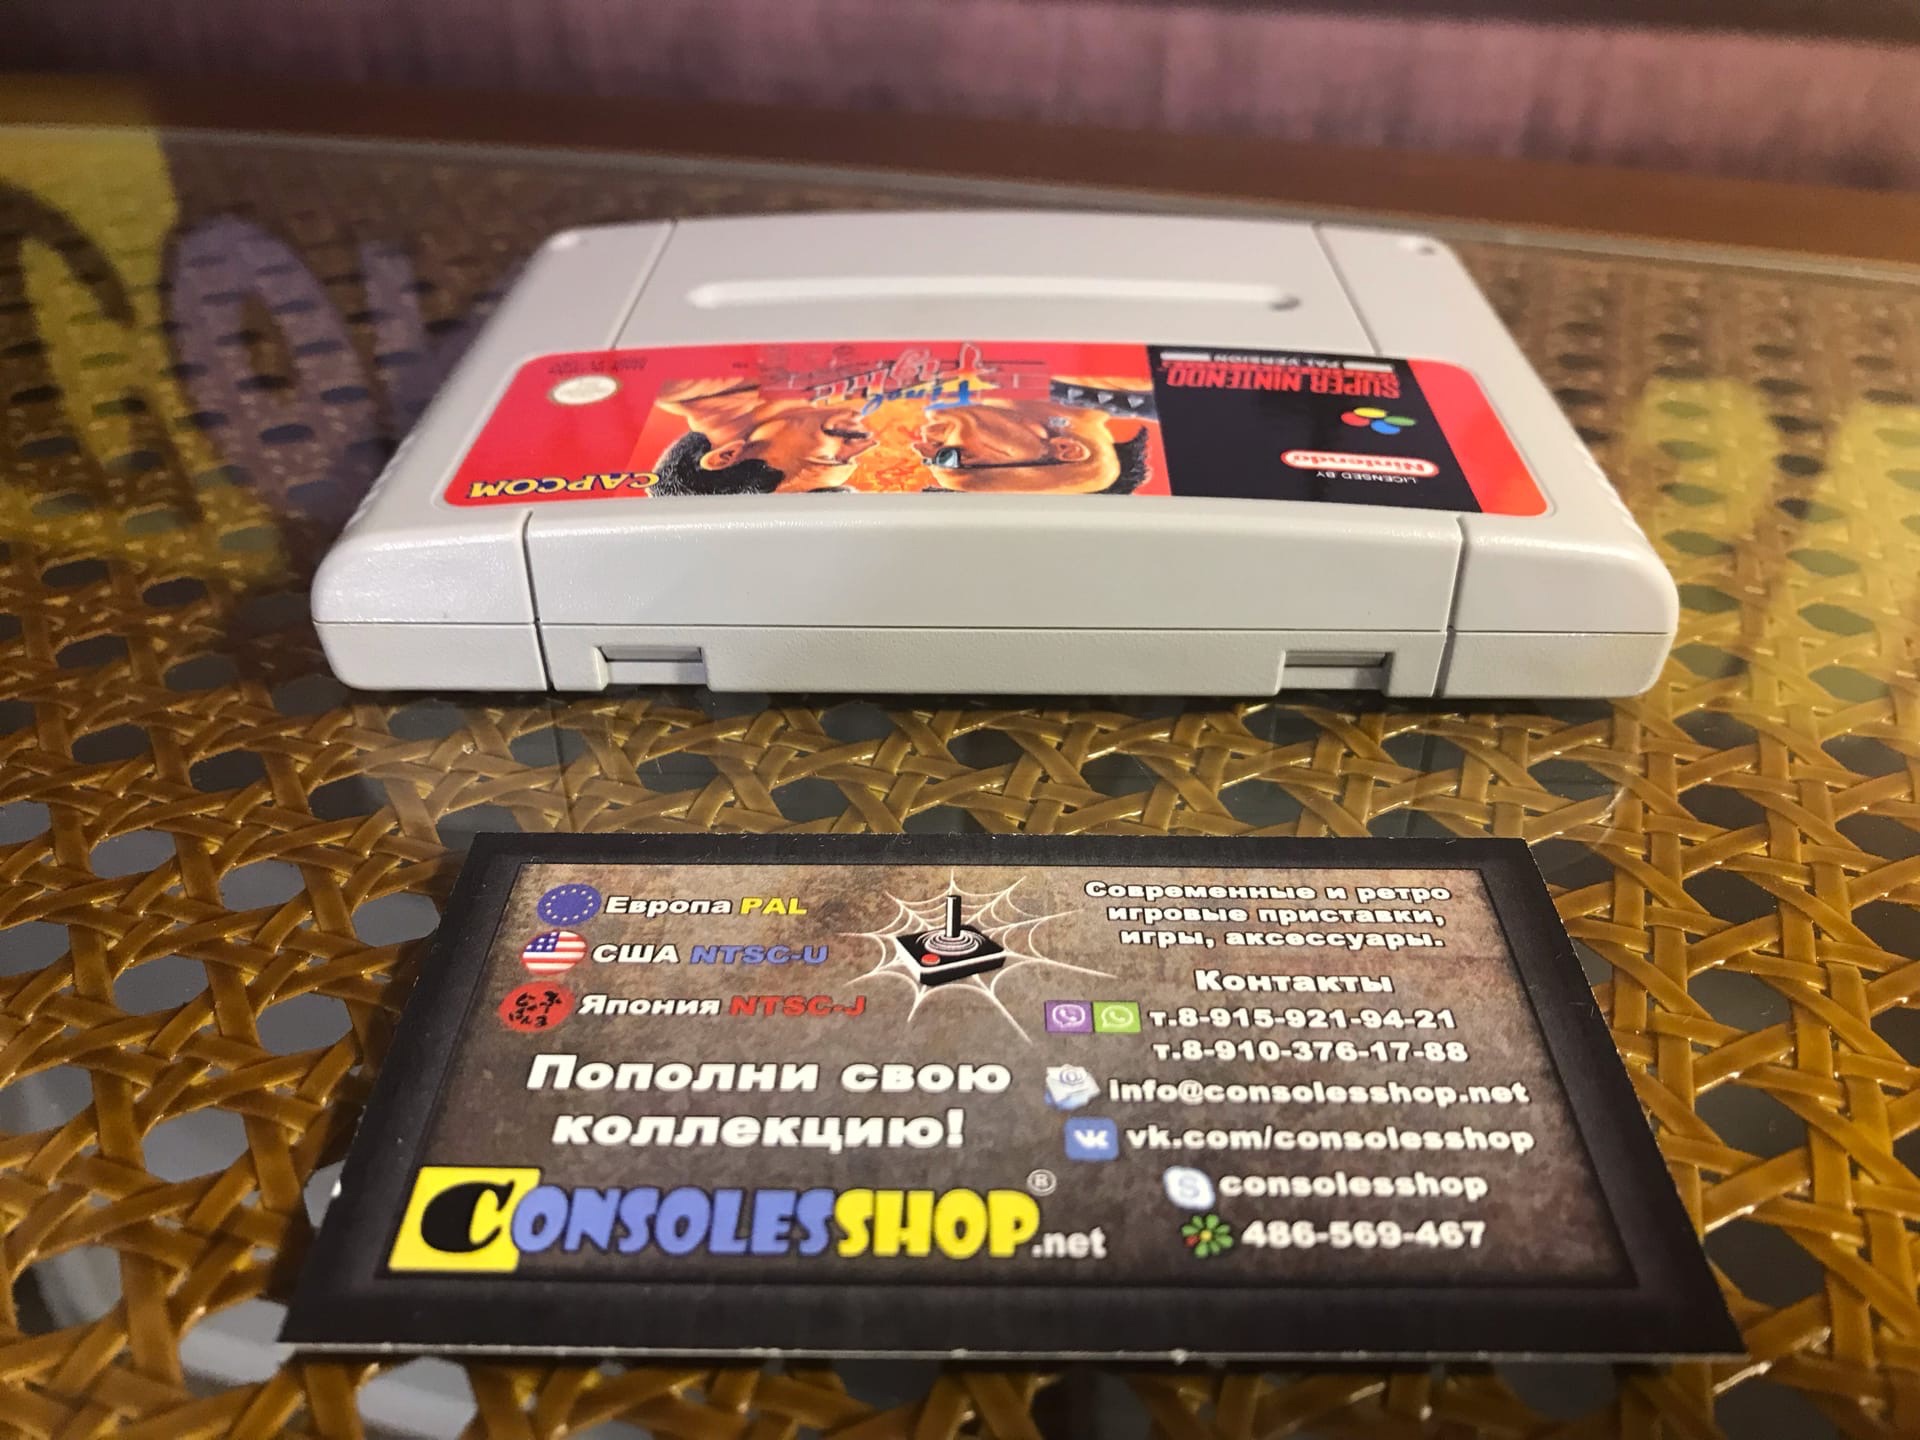 SUPER NINTENDO
PAL VERSION
Final
Fight
LICENSED BY
Nintendo
CAPCOM
Европа PAL
США NTSC-U
Япония NTSC-J
Пополни свою
коллекцию!
CONSOLESSHOP®.net
Современные и ретро
игровые приставки,
игры, аксессуары.
Контакты
т.8-915-921-94-21
т.8-910-376-17-88
info@consolesshop.net
vk.com/consolesshop
consolesshop
486-569-467